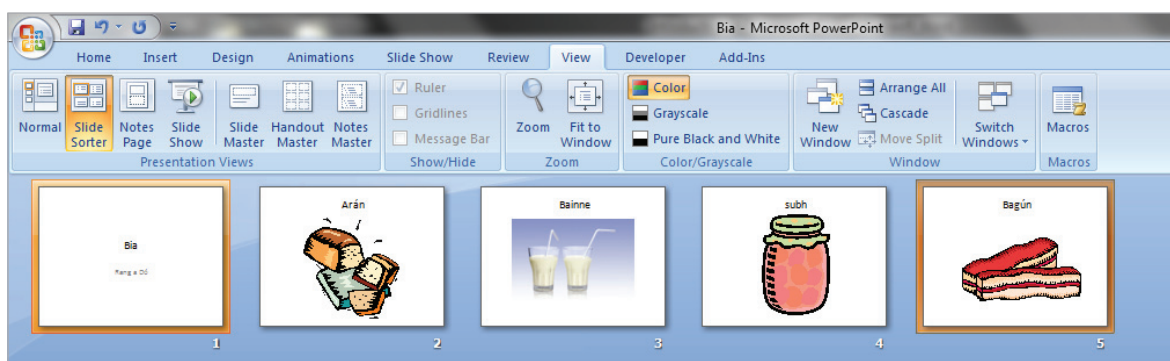 Bia - Microsoft PowerPoint
Home Insert Design Animations Slide Show Review View Developer Add-Ins
Normal
Slide Sorter
Notes Page
Slide Show
Slide Master
Handout Master
Notes Master
Presentation Views
Ruler
Gridlines
Message Bar
Show/Hide
Zoom
Fit to Window
Zoom
Color
Grayscale
Pure Black and White
Color/Grayscale
New Window
Arrange All
Cascade
Move Split
Switch Windows
Window
Macros
Macros
Bia
Rang a Dó
1
Arán
2
Bainne
3
subh
4
Bagún
5